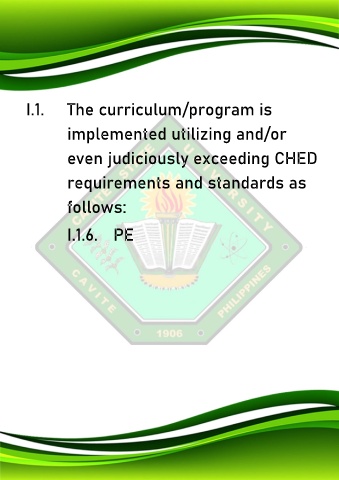 I.1. The curriculum/program is
implemented utilizing and/or
even judiciously exceeding CHED
requirements and standards as
follows:
I.1.6. PE
CAVITE STATE UNIVERSITY
CAVITE
PHILIPPINES
1906